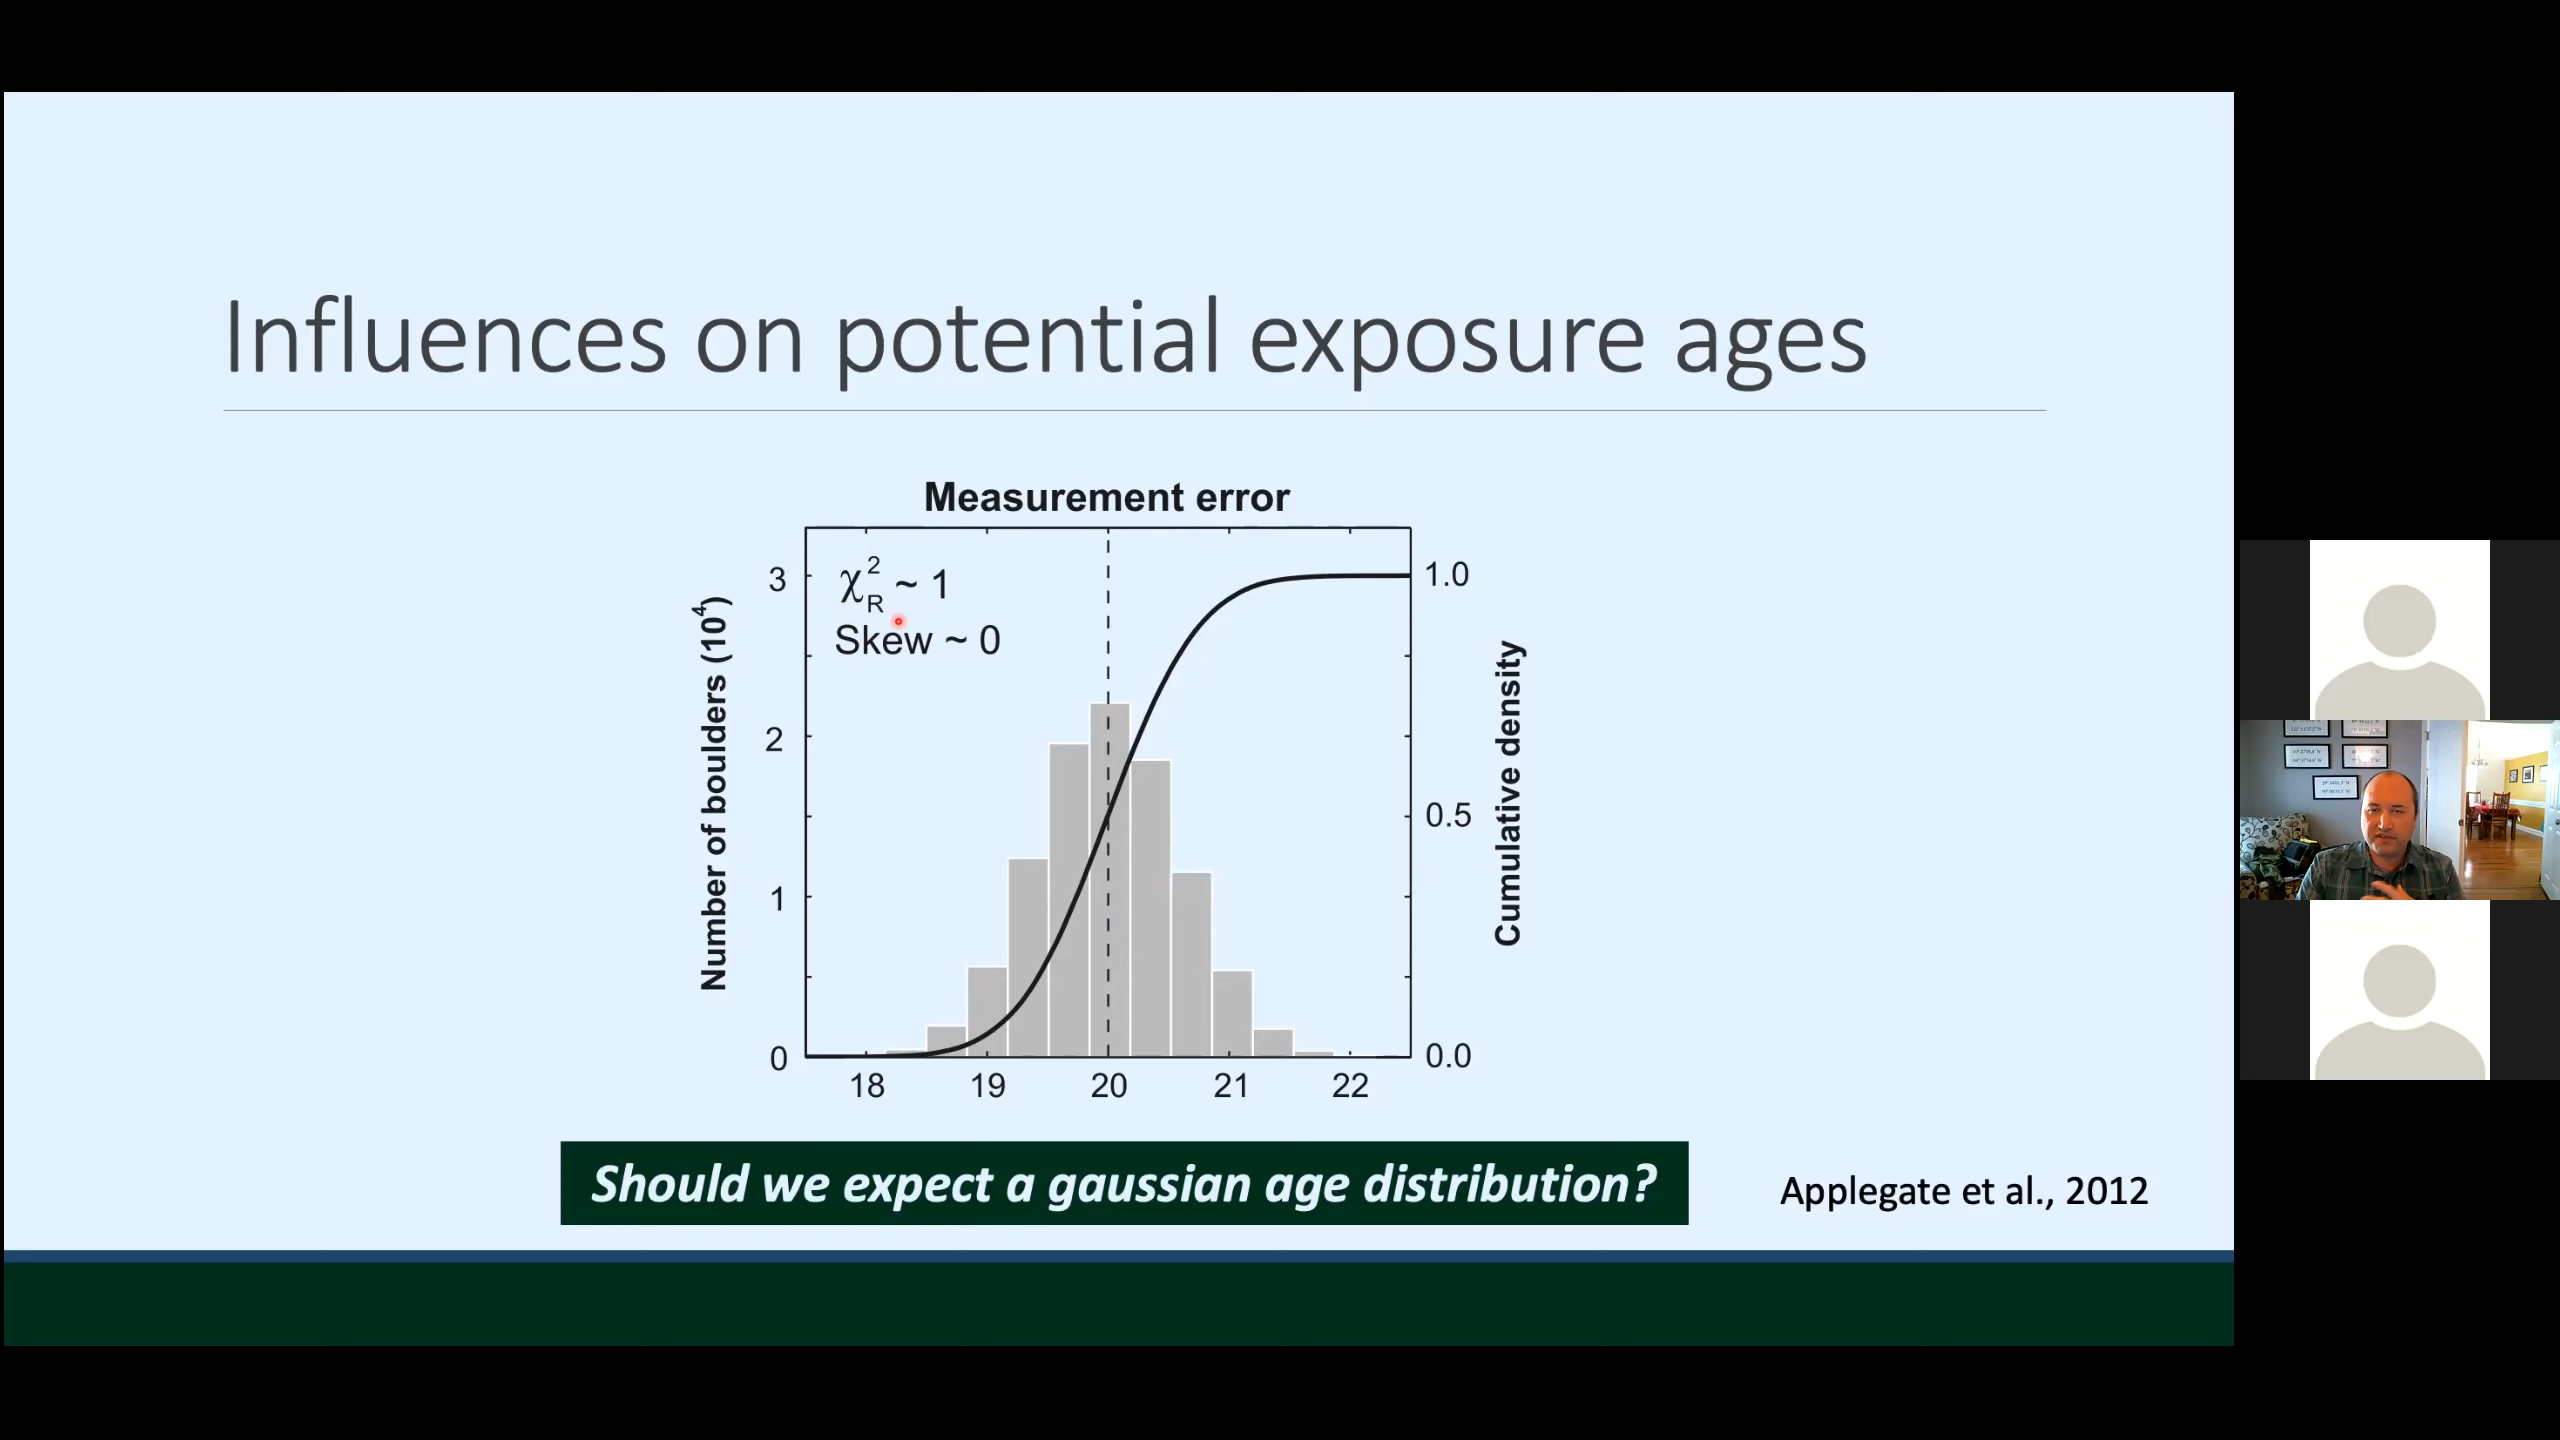 Influences on potential exposure ages
Measurement error
χ²R ~ 1
Skew ~ 0
Number of boulders (10⁴)
3
2
1
0
1.0
0.5
0.0
Cumulative density
18 19 20 21 22
Should we expect a gaussian age distribution?
Applegate et al., 2012